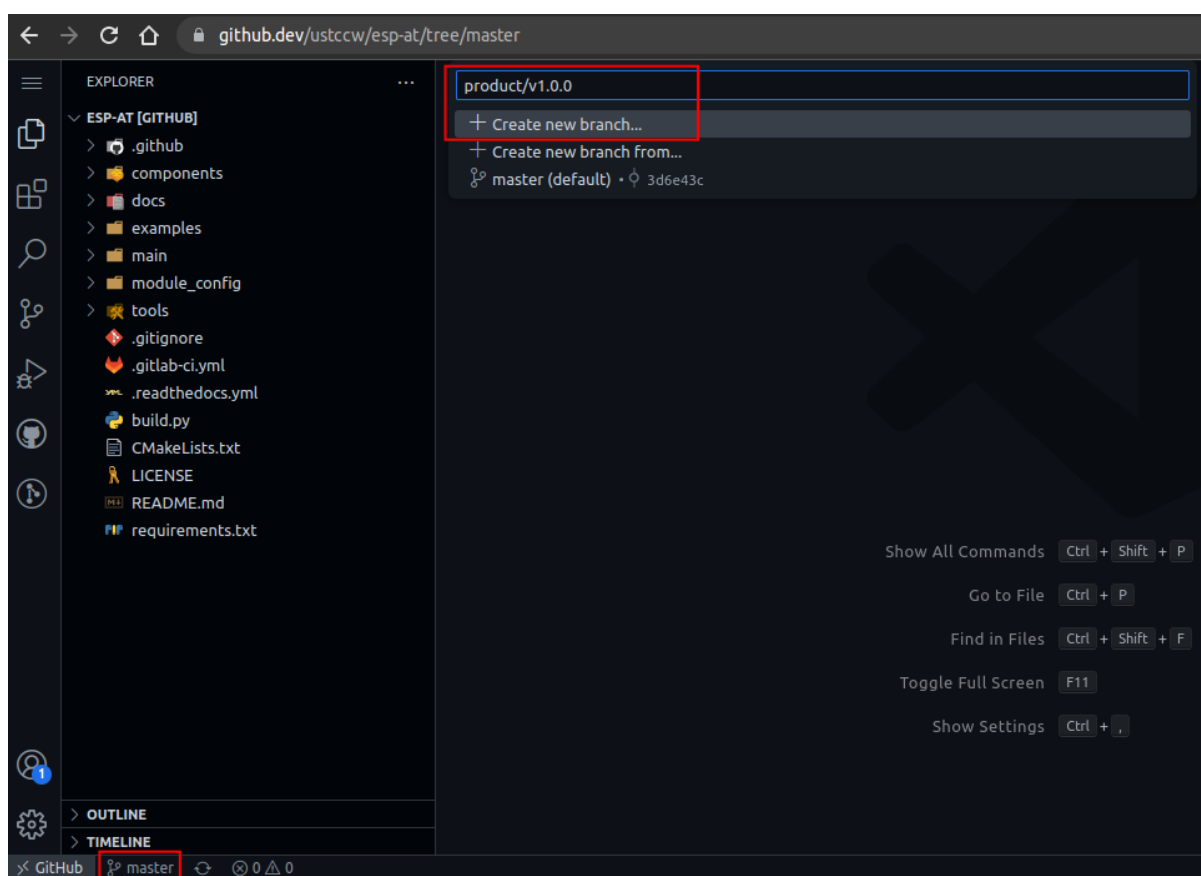 github.dev/ustccw/esp-at/tree/master
EXPLORER
ESP-AT [GITHUB]
.github
components
docs
examples
main
module_config
tools
.gitignore
.gitlab-ci.yml
.readthedocs.yml
build.py
CMakeLists.txt
LICENSE
README.md
requirements.txt
OUTLINE
TIMELINE
product/v1.0.0
+ Create new branch...
+ Create new branch from...
master (default) • 3d6e43c
Show All Commands Ctrl + Shift + P
Go to File Ctrl + P
Find in Files Ctrl + Shift + F
Toggle Full Screen F11
Show Settings Ctrl + ,
1
GitHub master 0 0